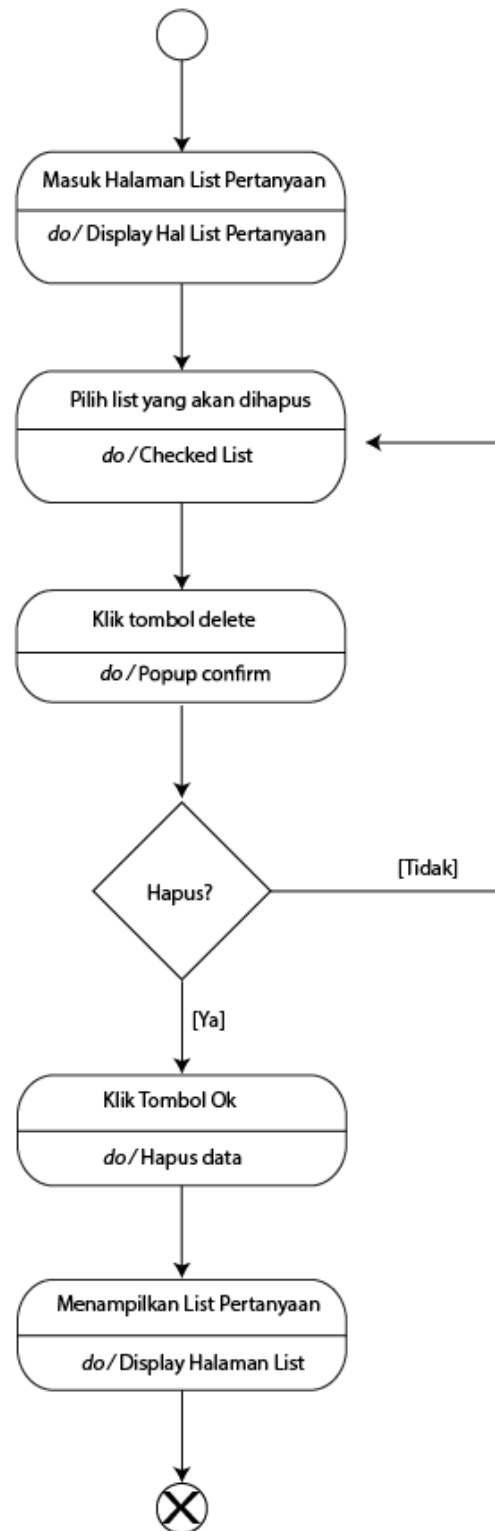 Masuk Halaman List Pertanyaan
do / Display Hal List Pertanyaan
Pilih list yang akan dihapus
do / Checked List
Klik tombol delete
do / Popup confirm
Hapus?
[Tidak]
[Ya]
Klik Tombol Ok
do / Hapus data
Menampilkan List Pertanyaan
do / Display Halaman List